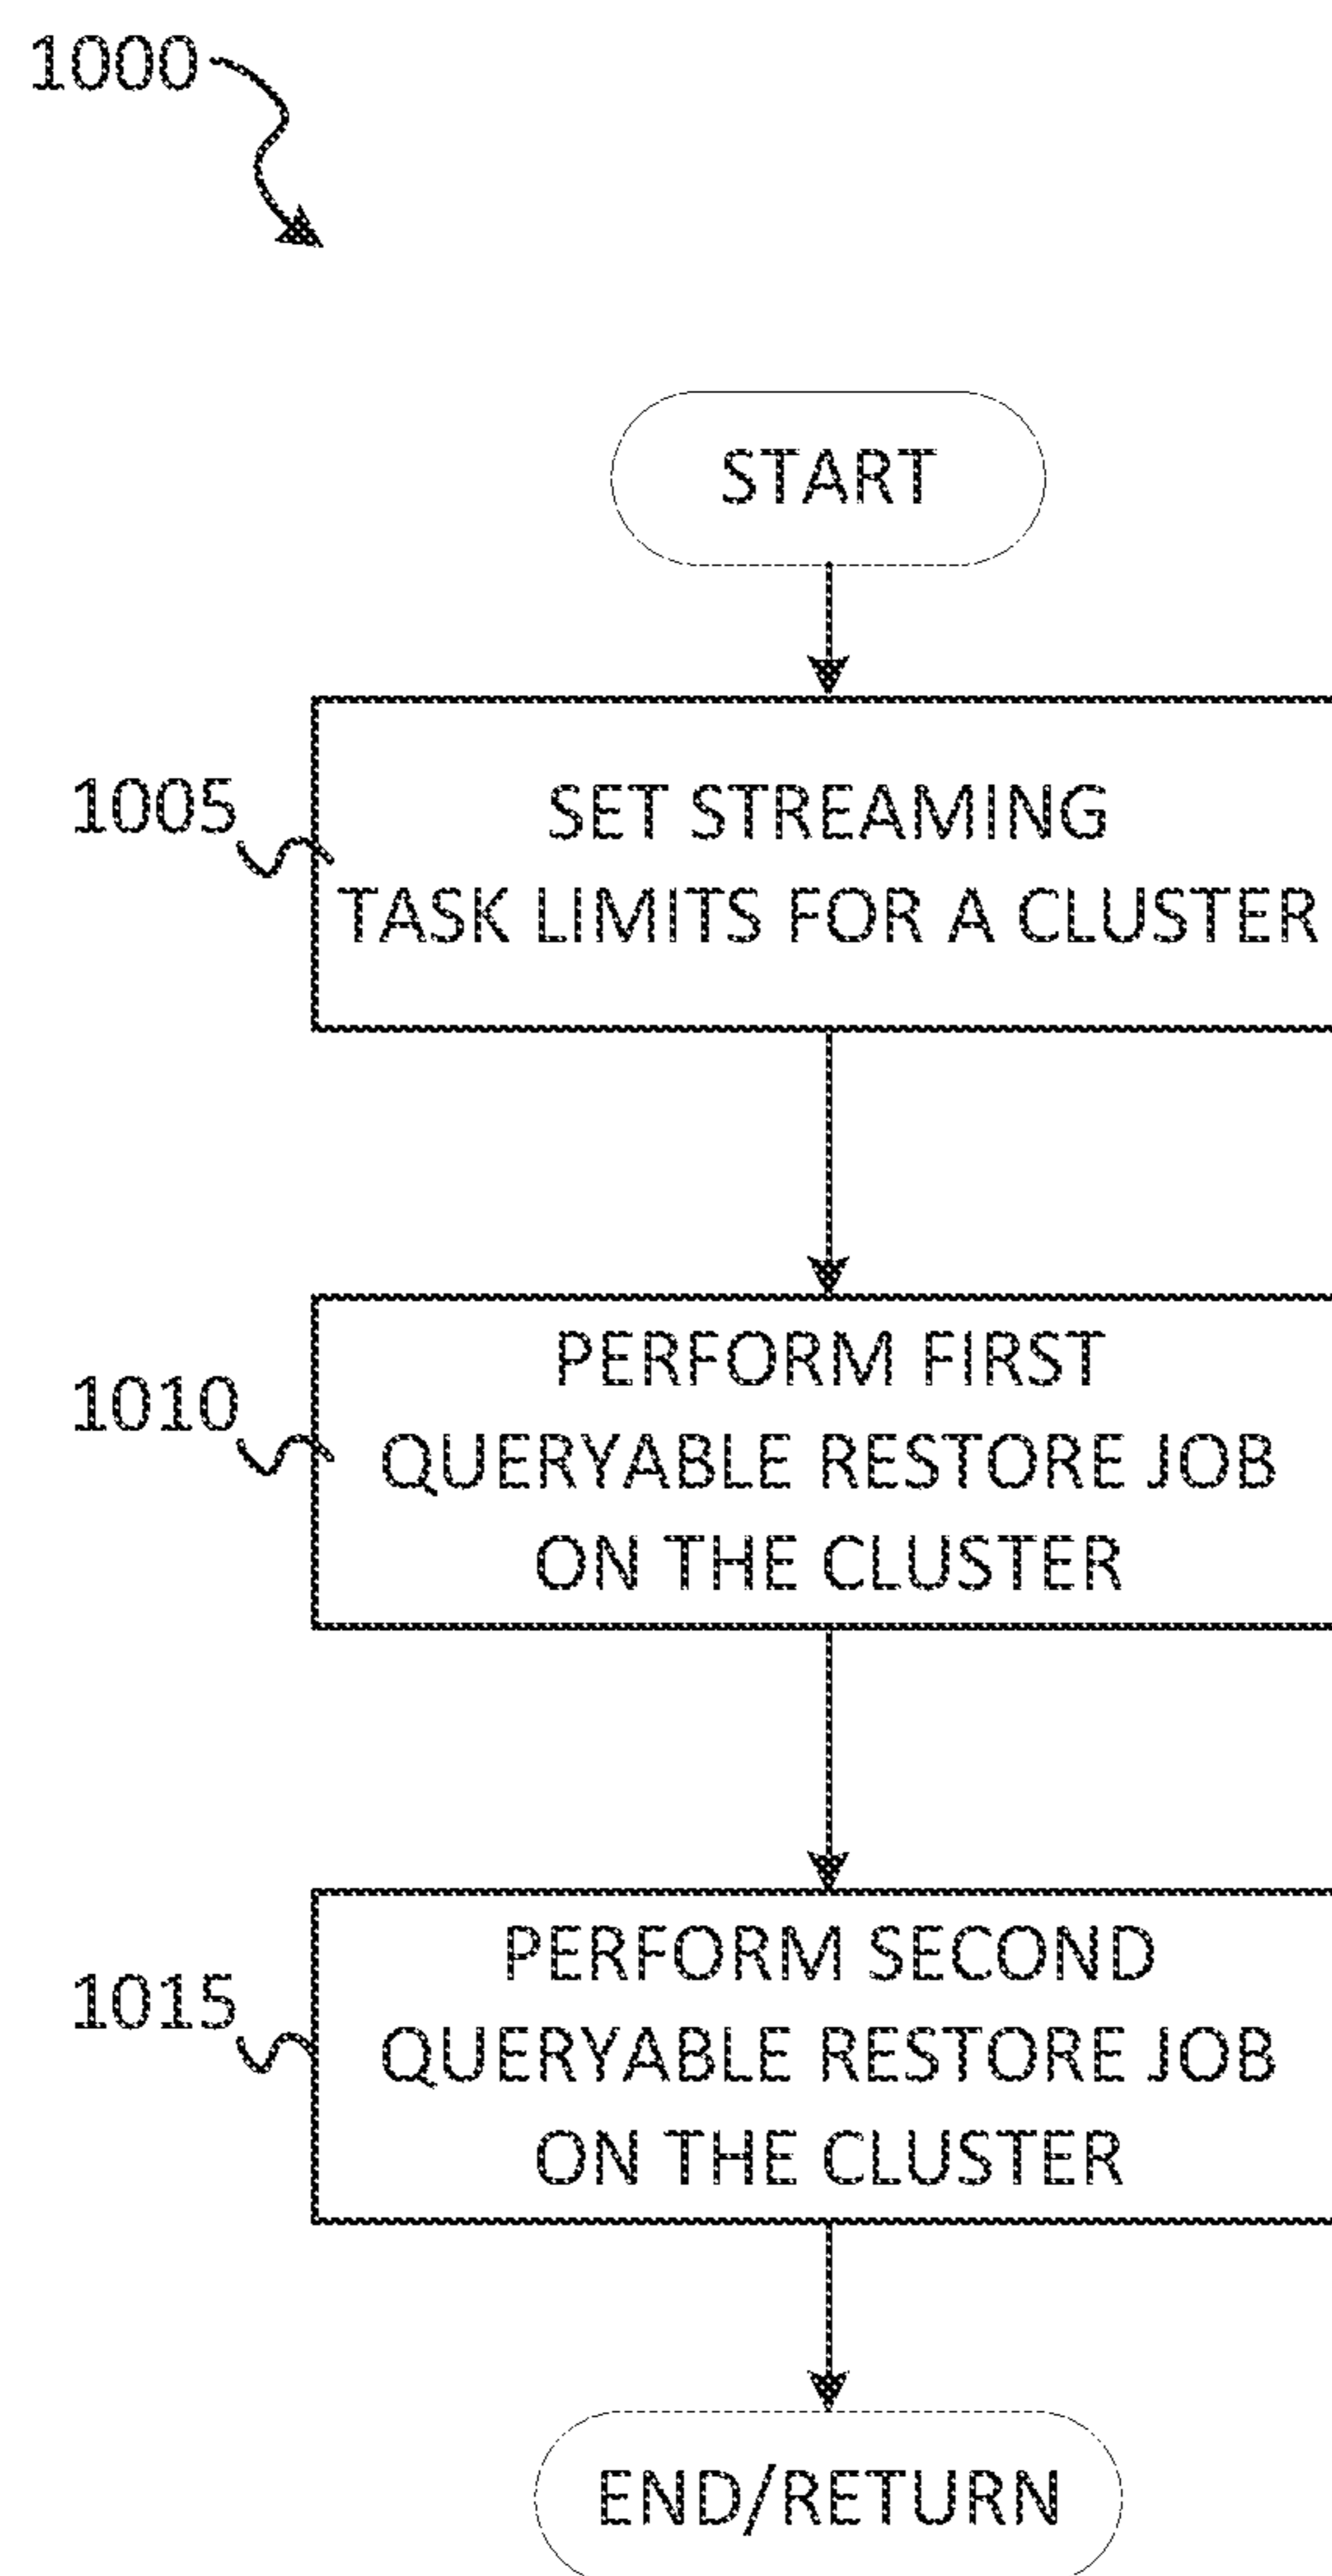 1000
START
1005
SET STREAMING
TASK LIMITS FOR A CLUSTER
1010
PERFORM FIRST
QUERYABLE RESTORE JOB
ON THE CLUSTER
1015
PERFORM SECOND
QUERYABLE RESTORE JOB
ON THE CLUSTER
END/RETURN